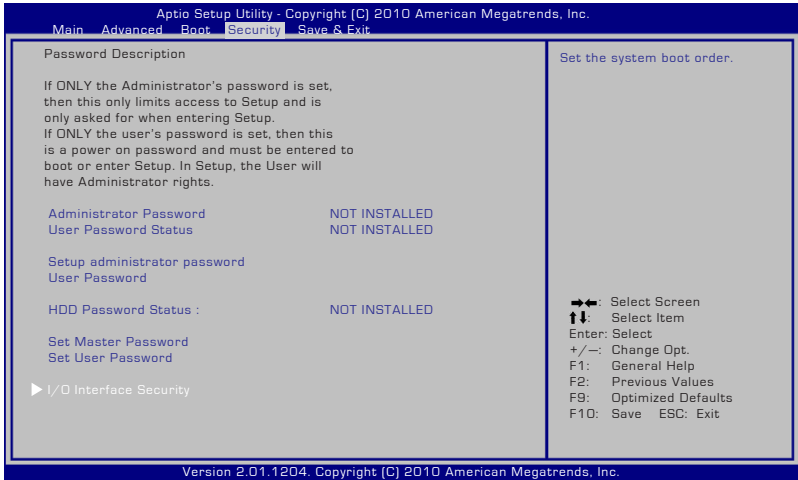 Aptio Setup Utility - Copyright (C) 2010 American Megatrends, Inc.
Main Advanced Boot Security Save & Exit
Password Description
If ONLY the Administrator's password is set,
then this only limits access to Setup and is
only asked for when entering Setup.
If ONLY the user's password is set, then this
is a power on password and must be entered to
boot or enter Setup. In Setup, the User will
have Administrator rights.
Administrator Password NOT INSTALLED
User Password Status NOT INSTALLED
Setup administrator password
User Password
HDD Password Status : NOT INSTALLED
Set Master Password
Set User Password
I/O Interface Security
Set the system boot order.
→←: Select Screen
↑↓: Select Item
Enter: Select
+/—: Change Opt.
F1: General Help
F2: Previous Values
F9: Optimized Defaults
F10: Save ESC: Exit
Version 2.01.1204. Copyright (C) 2010 American Megatrends, Inc.